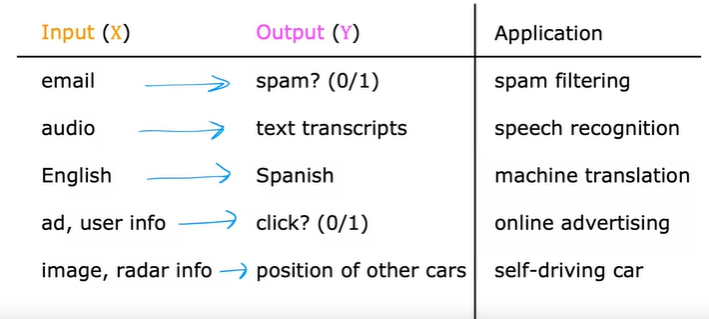 Input (X) Output (Y) Application
email spam? (0/1) spam filtering
audio text transcripts speech recognition
English Spanish machine translation
ad, user info click? (0/1) online advertising
image, radar info position of other cars self-driving car